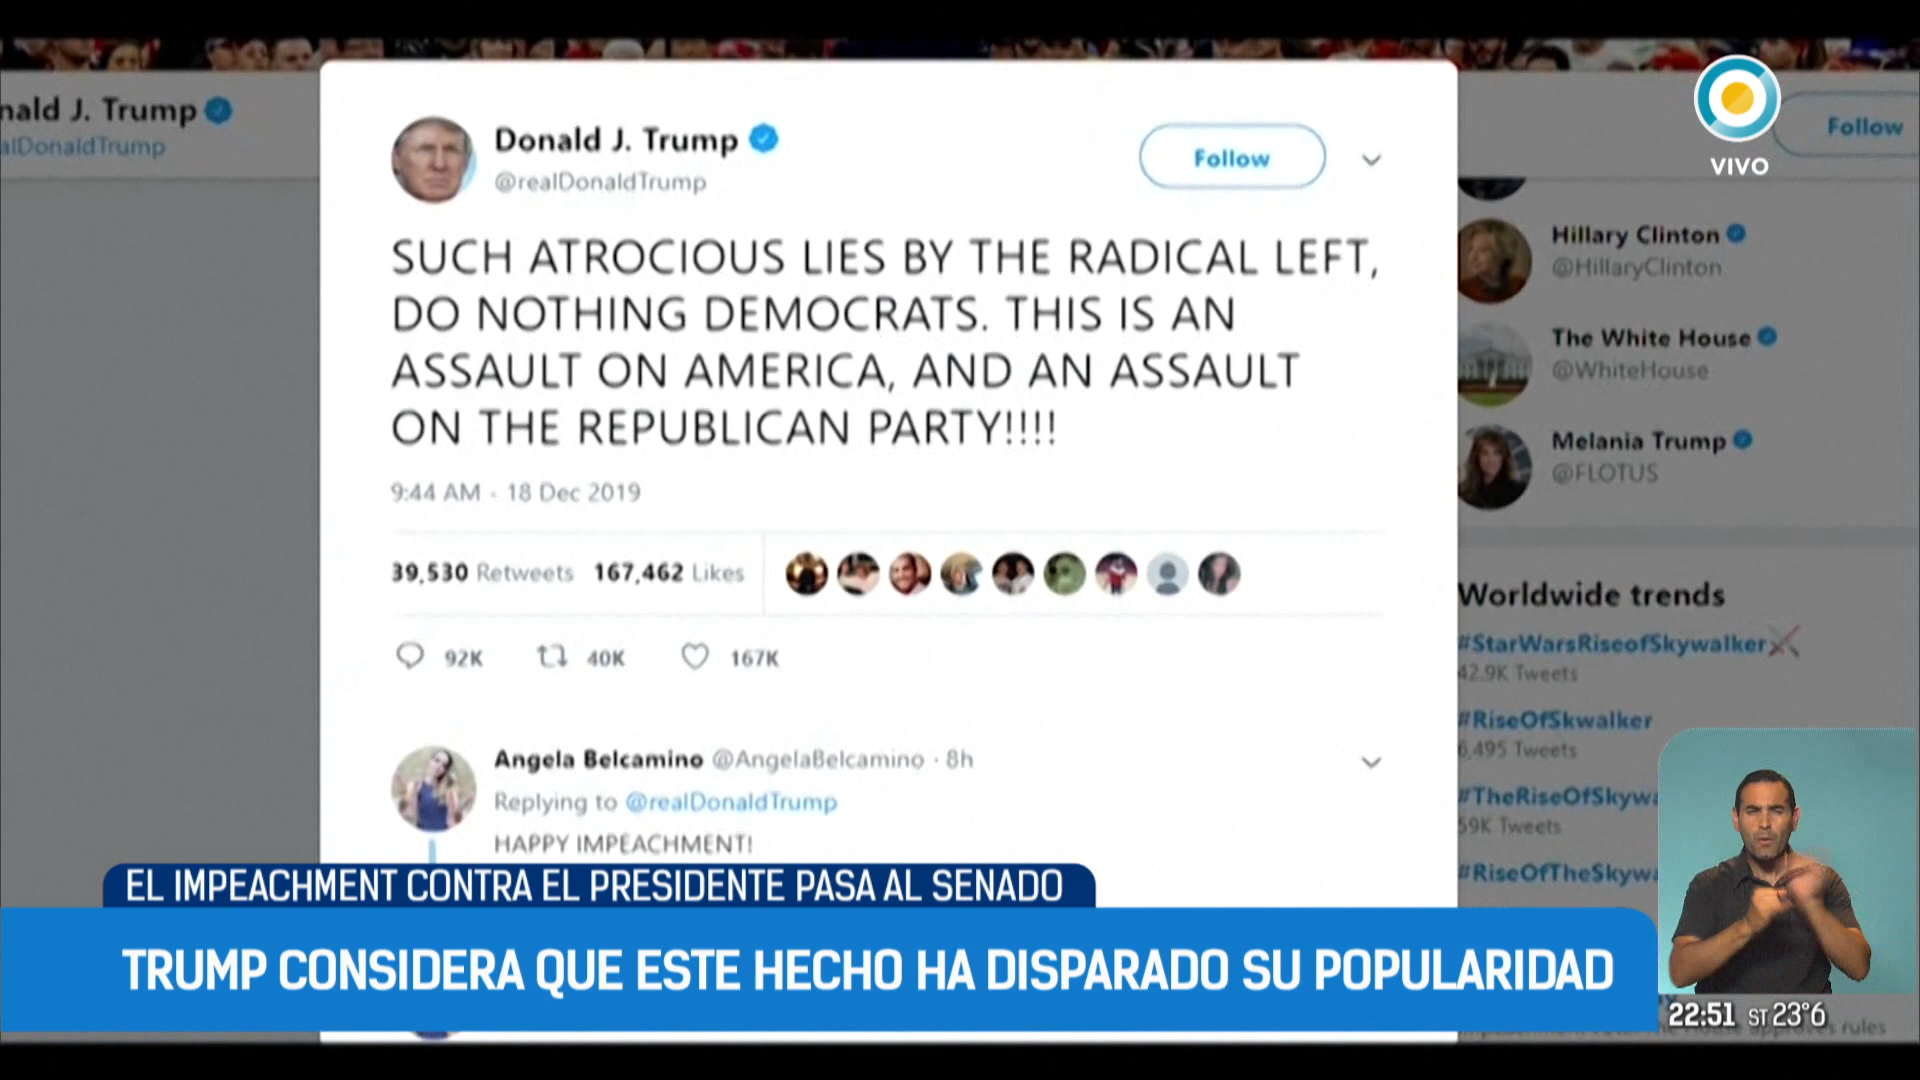 nald J. Trump
alDonaldTrump
Donald J. Trump
@realDonaldTrump
Follow
SUCH ATROCIOUS LIES BY THE RADICAL LEFT,
DO NOTHING DEMOCRATS. THIS IS AN
ASSAULT ON AMERICA, AND AN ASSAULT
ON THE REPUBLICAN PARTY!!!!
9:44 AM - 18 Dec 2019
39,530 Retweets 167,462 Likes
92K 40K 167K
Angela Belcamino @AngelaBelcamino · 8h
Replying to @realDonaldTrump
HAPPY IMPEACHMENT!
Follow
VIVO
Hillary Clinton
@HillaryClinton
The White House
@WhiteHouse
Melania Trump
@FLOTUS
Worldwide trends
#StarWarsRiseofSkywalker
42.9K Tweets
#RiseOfSkwalker
6,495 Tweets
#TheRiseOfSkywa
59K Tweets
#RiseOfTheSkywa
EL IMPEACHMENT CONTRA EL PRESIDENTE PASA AL SENADO
TRUMP CONSIDERA QUE ESTE HECHO HA DISPARADO SU POPULARIDAD
22:51 ST 23°6
rules